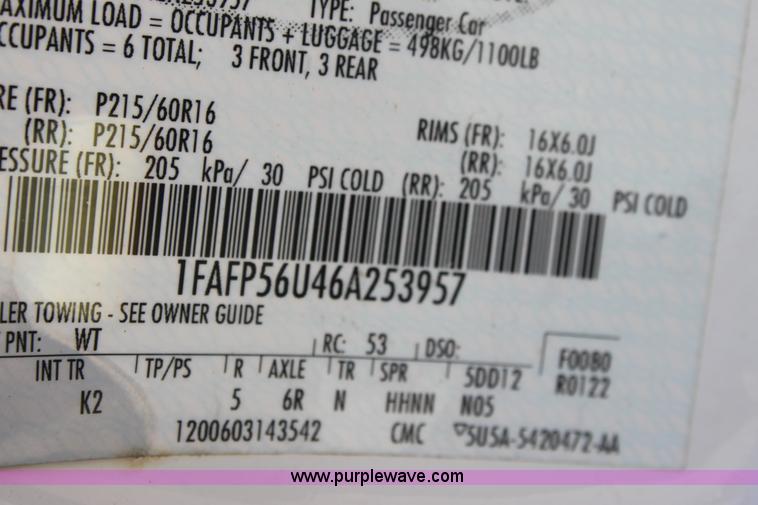 TYPE: Passenger Car
MAXIMUM LOAD = OCCUPANTS + LUGGAGE = 498KG/1100LB
OCCUPANTS = 6 TOTAL; 3 FRONT, 3 REAR
RE (FR): P215/60R16 RIMS (FR): 16X6.0J
(RR): P215/60R16 (RR): 16X6.0J
ESSURE (FR): 205 kPa/ 30 PSI COLD (RR): 205 kPa/ 30 PSI COLD
1FAFP56U46A253957
LER TOWING - SEE OWNER GUIDE
PNT: WT RC: 53 DSO: F0080
INT TR TP/PS R AXLE TR SPR 5DD12 R0122
K2 5 6R N HHNN N05
1200603143542 CMC ▽5U5A-5420472-AA
www.purplewave.com